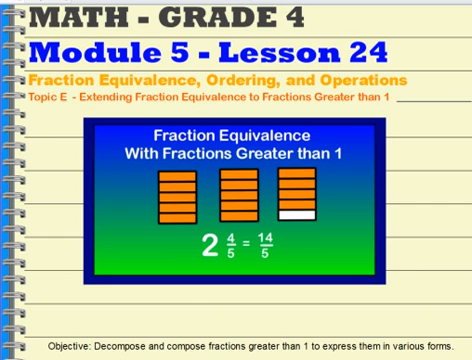 MATH - GRADE 4
Module 5 - Lesson 24
Fraction Equivalence, Ordering, and Operations
Topic E - Extending Fraction Equivalence to Fractions Greater than 1
Fraction Equivalence
With Fractions Greater than 1
2 4/5 = 14/5
Objective: Decompose and compose fractions greater than 1 to express them in various forms.